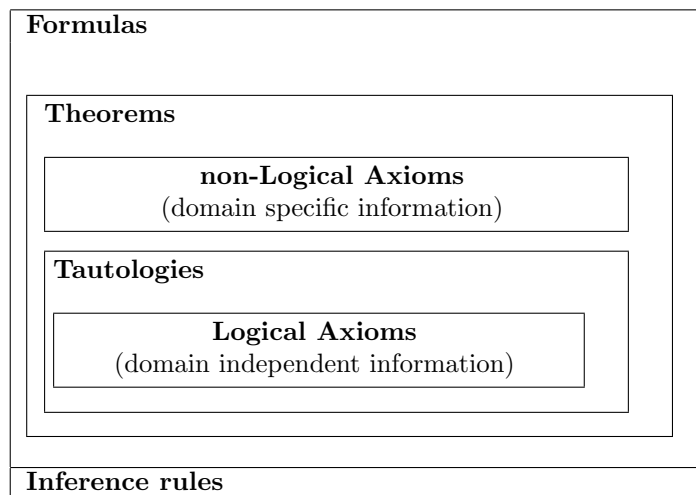 Formulas
Theorems
non-Logical Axioms
(domain specific information)
Tautologies
Logical Axioms
(domain independent information)
Inference rules